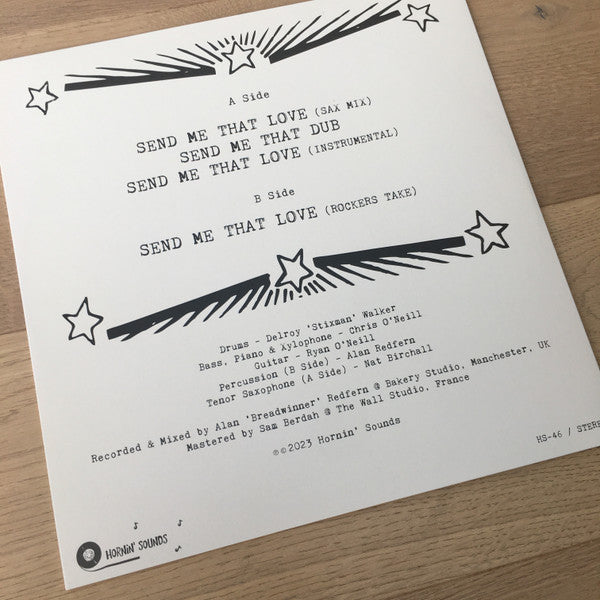 A Side
SEND ME THAT LOVE (SAX MIX)
SEND ME THAT DUB
SEND ME THAT LOVE (INSTRUMENTAL)
B Side
SEND ME THAT LOVE (ROCKERS TAKE)
Drums - Delroy 'Stixman' Walker
Bass, Piano & Xylophone - Chris O'Neill
Guitar - Ryan O'Neill
Percussion (B Side) - Alan Redfern
Tenor Saxophone (A Side) - Nat Birchall
Recorded & Mixed by Alan 'Breadwinner' Redfern @ Bakery Studio, Manchester, UK
Mastered by Sam Berdah @ The Wall Studio, France
℗©2023 Hornin' Sounds
HS-46 / STERE
HORNIN' SOUNDS